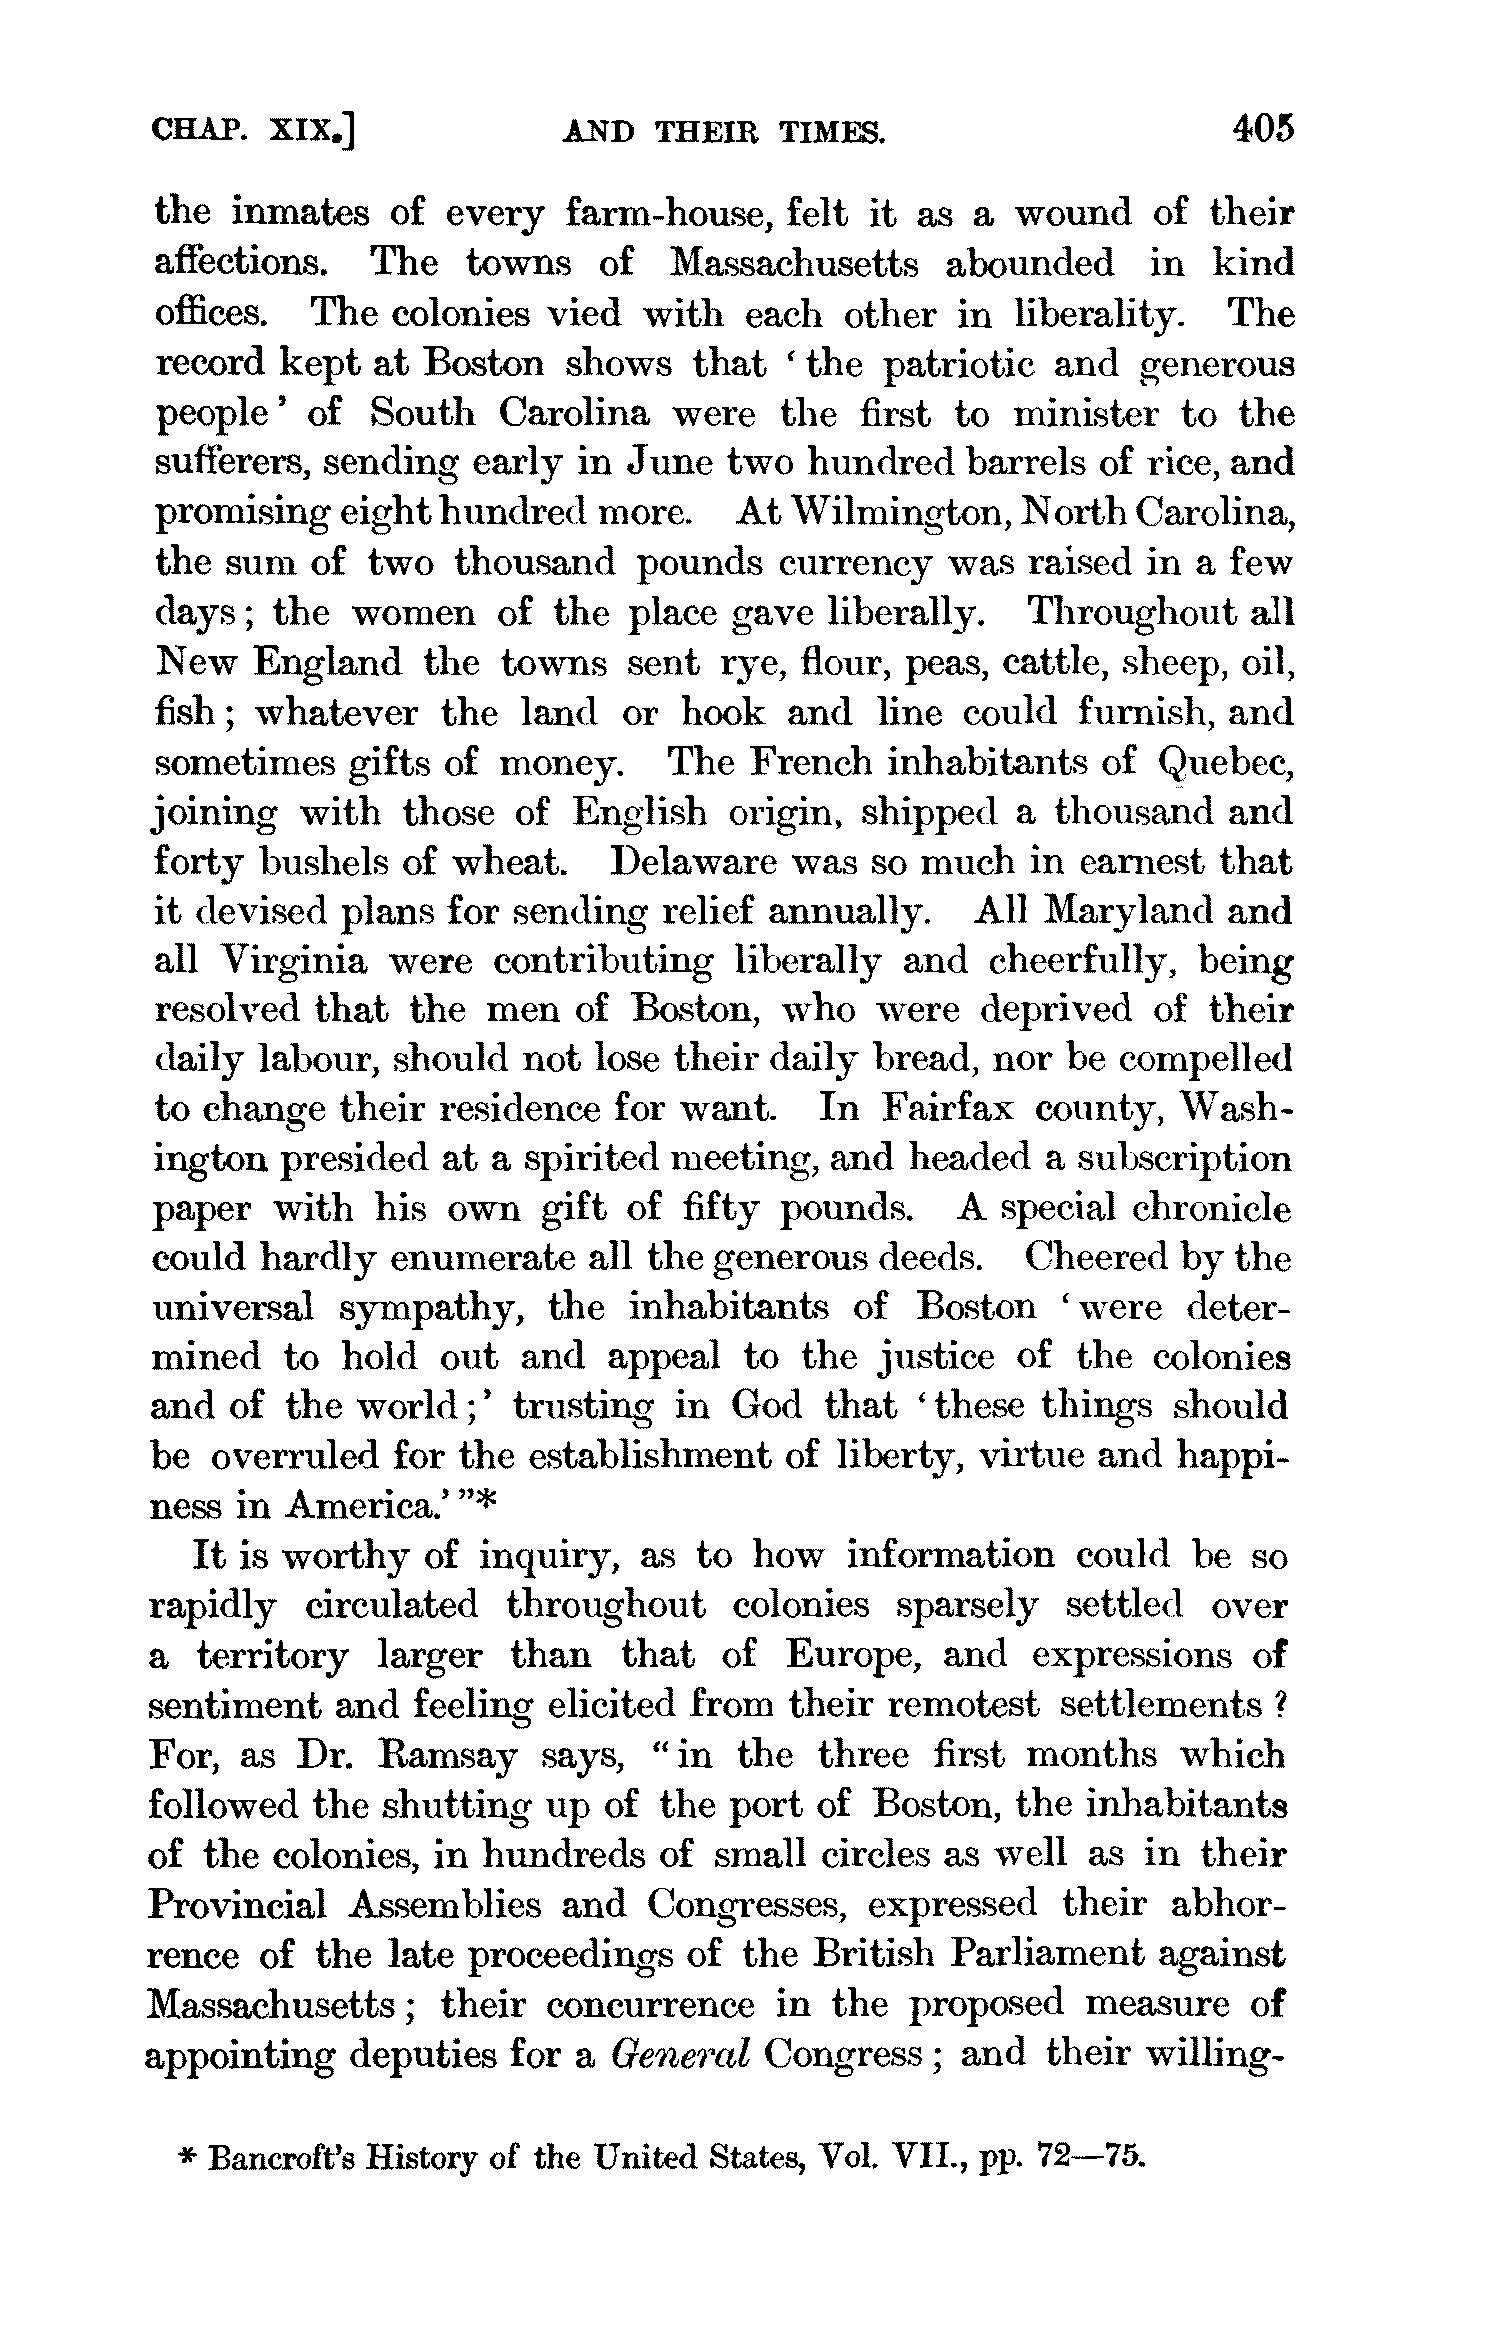 CHAP. XIX.] AND THEIR TIMES. 405
the inmates of every farm-house, felt it as a wound of their
affections. The towns of Massachusetts abounded in kind
offices. The colonies vied with each other in liberality. The
record kept at Boston shows that ‘the patriotic and generous
people’ of South Carolina were the first to minister to the
sufferers, sending early in June two hundred barrels of rice, and
promising eight hundred more. At Wilmington, North Carolina,
the sum of two thousand pounds currency was raised in a few
days; the women of the place gave liberally. Throughout all
New England the towns sent rye, flour, peas, cattle, sheep, oil,
fish; whatever the land or hook and line could furnish, and
sometimes gifts of money. The French inhabitants of Quebec,
joining with those of English origin, shipped a thousand and
forty bushels of wheat. Delaware was so much in earnest that
it devised plans for sending relief annually. All Maryland and
all Virginia were contributing liberally and cheerfully, being
resolved that the men of Boston, who were deprived of their
daily labour, should not lose their daily bread, nor be compelled
to change their residence for want. In Fairfax county, Wash-
ington presided at a spirited meeting, and headed a subscription
paper with his own gift of fifty pounds. A special chronicle
could hardly enumerate all the generous deeds. Cheered by the
universal sympathy, the inhabitants of Boston ‘were deter-
mined to hold out and appeal to the justice of the colonies
and of the world;’ trusting in God that ‘these things should
be overruled for the establishment of liberty, virtue and happi-
ness in America.’”*
It is worthy of inquiry, as to how information could be so
rapidly circulated throughout colonies sparsely settled over
a territory larger than that of Europe, and expressions of
sentiment and feeling elicited from their remotest settlements?
For, as Dr. Ramsay says, “in the three first months which
followed the shutting up of the port of Boston, the inhabitants
of the colonies, in hundreds of small circles as well as in their
Provincial Assemblies and Congresses, expressed their abhor-
rence of the late proceedings of the British Parliament against
Massachusetts; their concurrence in the proposed measure of
appointing deputies for a General Congress; and their willing-
* Bancroft’s History of the United States, Vol. VII., pp. 72—75.